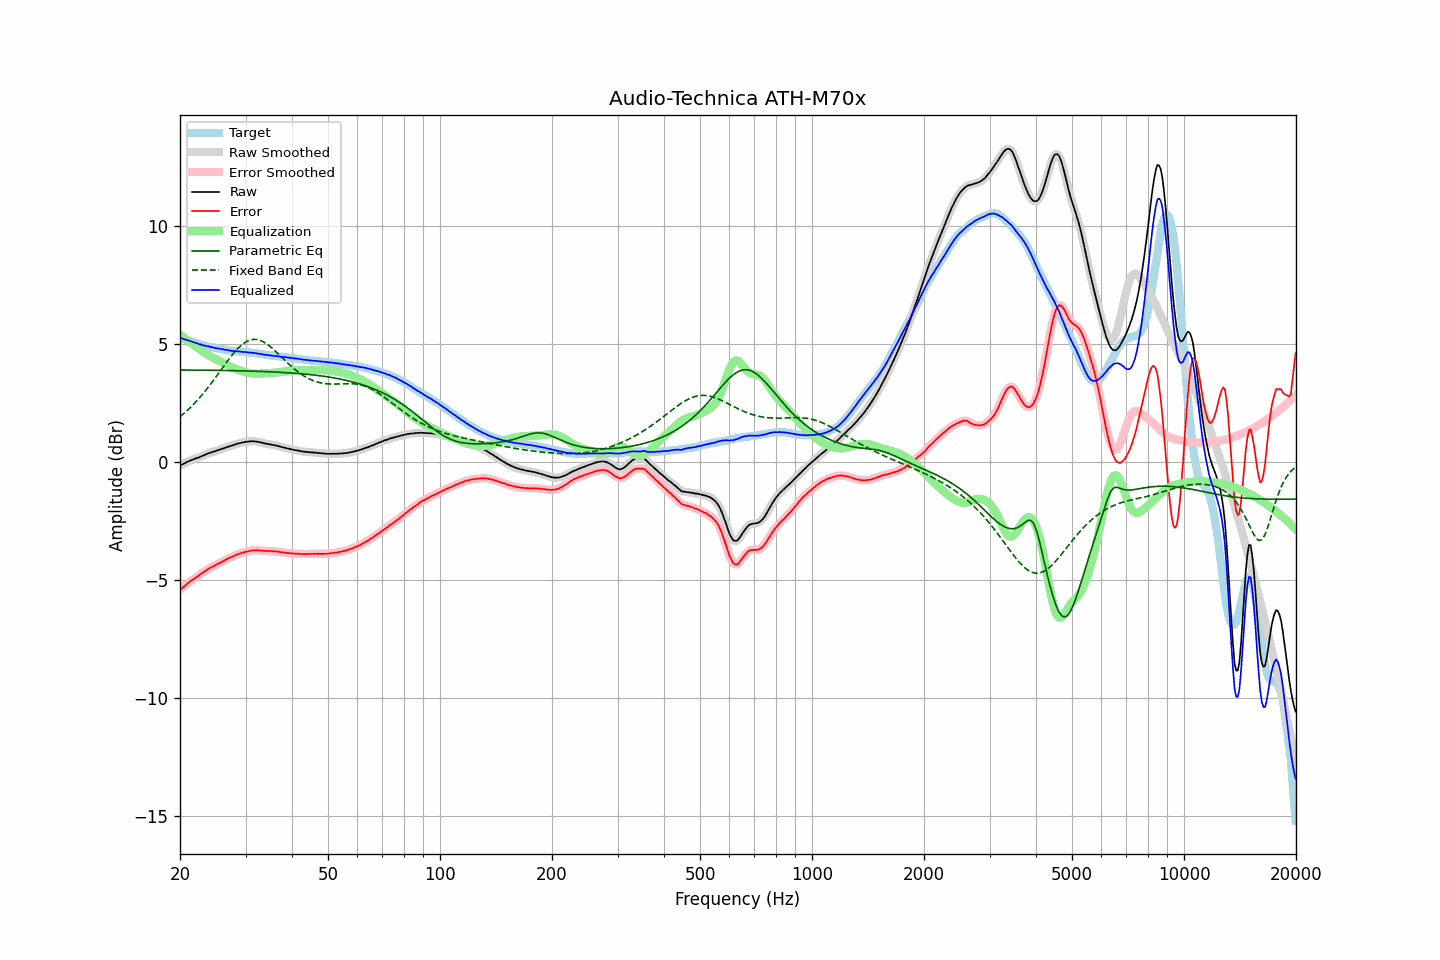 Audio-Technica ATH-M70x
Target
Raw Smoothed
Error Smoothed
Raw
Error
Equalization
Parametric Eq
Fixed Band Eq
Equalized
Amplitude (dBr)
10
5
0
−5
−10
−15
20 50 100 200 500 1000 2000 5000 10000 20000
Frequency (Hz)